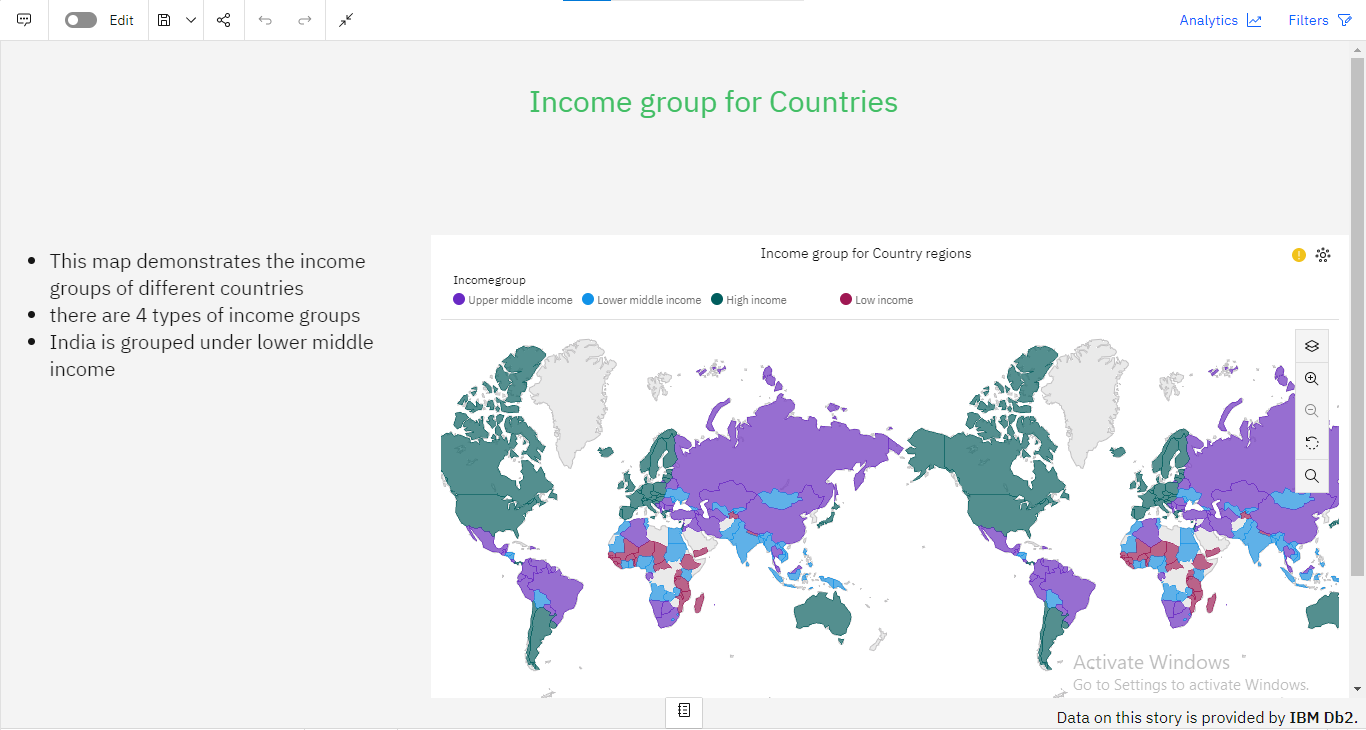 Edit
Analytics
Filters
Income group for Countries
This map demonstrates the income
groups of different countries
there are 4 types of income groups
India is grouped under lower middle
income
Income group for Country regions
Incomegroup
Upper middle income Lower middle income High income Low income
Activate Windows
Go to Settings to activate Windows.
Data on this story is provided by IBM Db2.